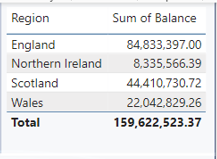 Region Sum of Balance
England 84,833,397.00
Northern Ireland 8,335,566.39
Scotland 44,410,730.72
Wales 22,042,829.26
Total 159,622,523.37